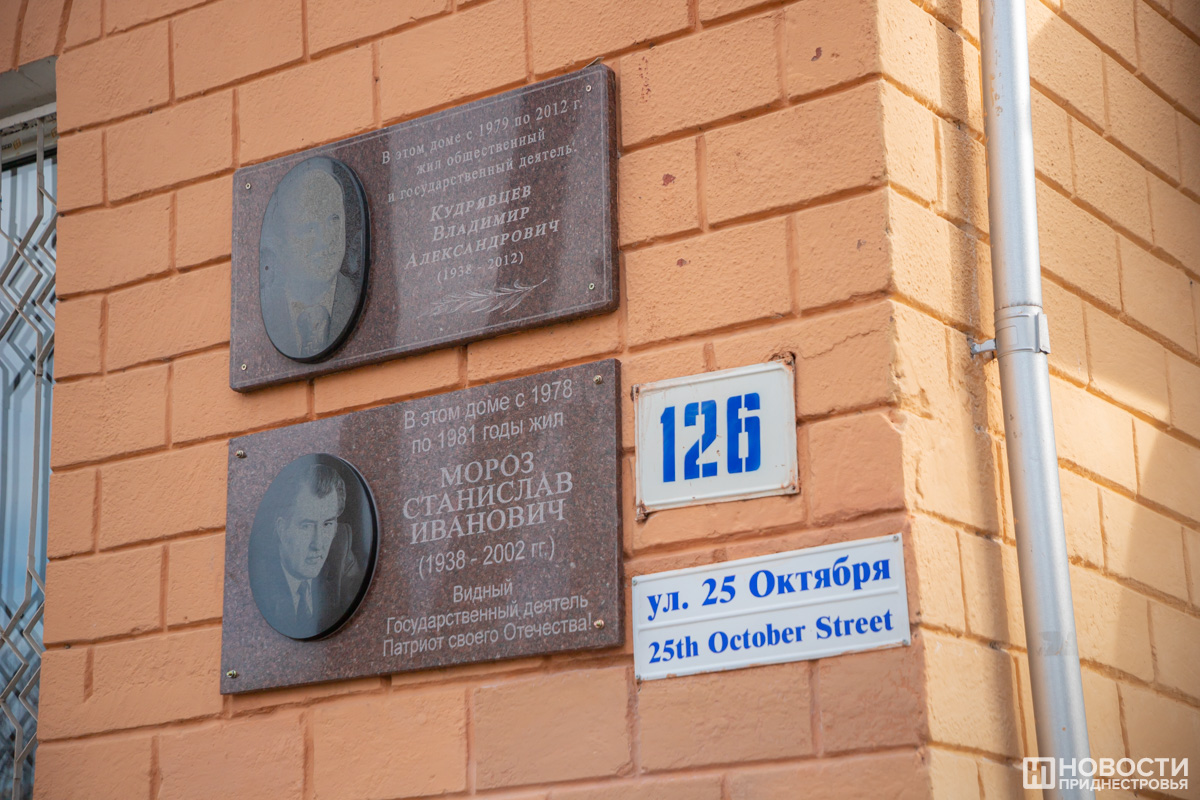 В этом доме с 1979 по 2012 г.
жил общественный
и государственный деятель.
КУДРЯВЦЕВ
ВЛАДИМИР
АЛЕКСАНДРОВИЧ
(1938 - 2012)
В этом доме с 1978
по 1981 годы жил
МОРОЗ
СТАНИСЛАВ
ИВАНОВИЧ
(1938 - 2002 гг.)
Видный
Государственный деятель
Патриот своего Отечества!
126
ул. 25 Октября
25th October Street
НОВОСТИ
ПРИДНЕСТРОВЬЯ